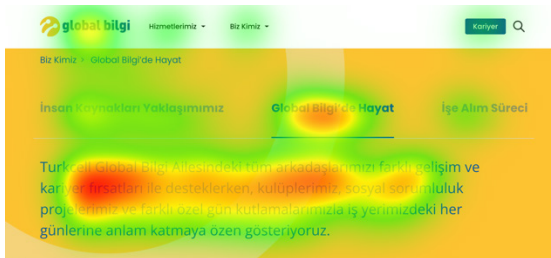 global bilgi
Hizmetlerimiz
Biz Kimiz
Kariyer
Biz Kimiz > Global Bilgi'de Hayat
İnsan Kaynakları Yaklaşımımız
Global Bilgi'de Hayat
İşe Alım Süreci
Turkcell Global Bilgi Ailesindeki tüm arkadaşlarımızı farklı gelişim ve
kariyer fırsatları ile desteklerken, kulüplerimiz, sosyal sorumluluk
projelerimiz ve farklı özel gün kutlamalarımızla iş yerimizdeki her
günlerine anlam katmaya özen gösteriyoruz.